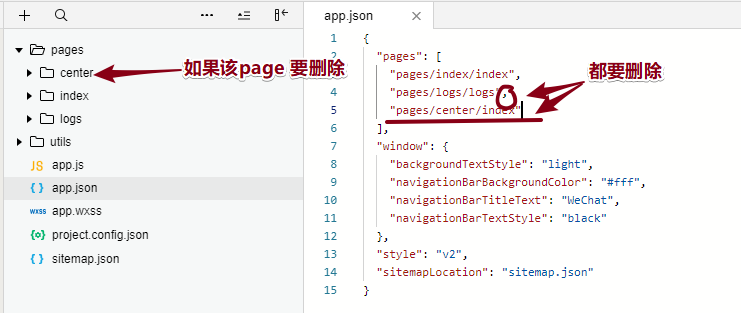 app.json
pages
center
index
logs
utils
JS app.js
{ } app.json
wxss app.wxss
{o} project.config.json
{ } sitemap.json
如果该page 要删除
都要删除
1 {
2 "pages": [
3 "pages/index/index",
4 "pages/logs/logs",
5 "pages/center/index"
6 ],
7 "window": {
8 "backgroundTextStyle": "light",
9 "navigationBarBackgroundColor": "#fff",
10 "navigationBarTitleText": "WeChat",
11 "navigationBarTextStyle": "black"
12 },
13 "style": "v2",
14 "sitemapLocation": "sitemap.json"
15 }